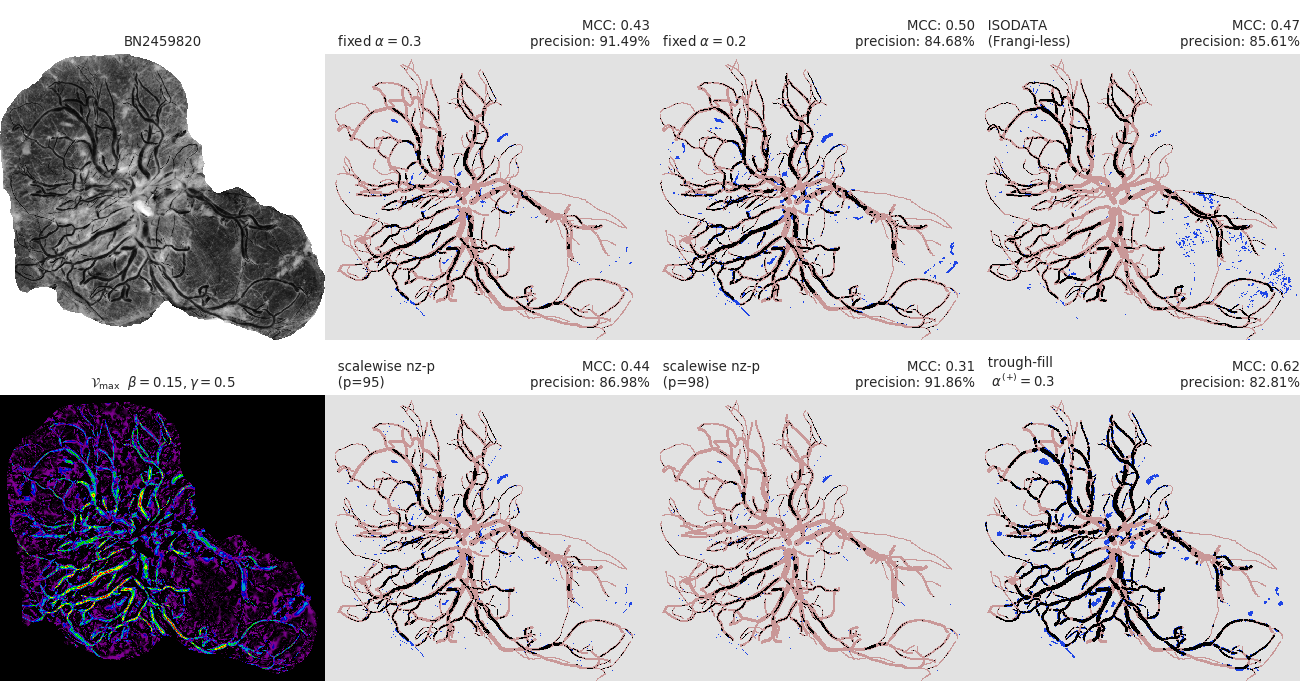 BN2459820
fixed α = 0.3
MCC: 0.43
precision: 91.49%
fixed α = 0.2
MCC: 0.50
precision: 84.68%
ISODATA
(Frangi-less)
MCC: 0.47
precision: 85.61%
𝒱max β = 0.15, γ = 0.5
scalewise nz-p
(p=95)
MCC: 0.44
precision: 86.98%
scalewise nz-p
(p=98)
MCC: 0.31
precision: 91.86%
trough-fill
α(+) = 0.3
MCC: 0.62
precision: 82.81%